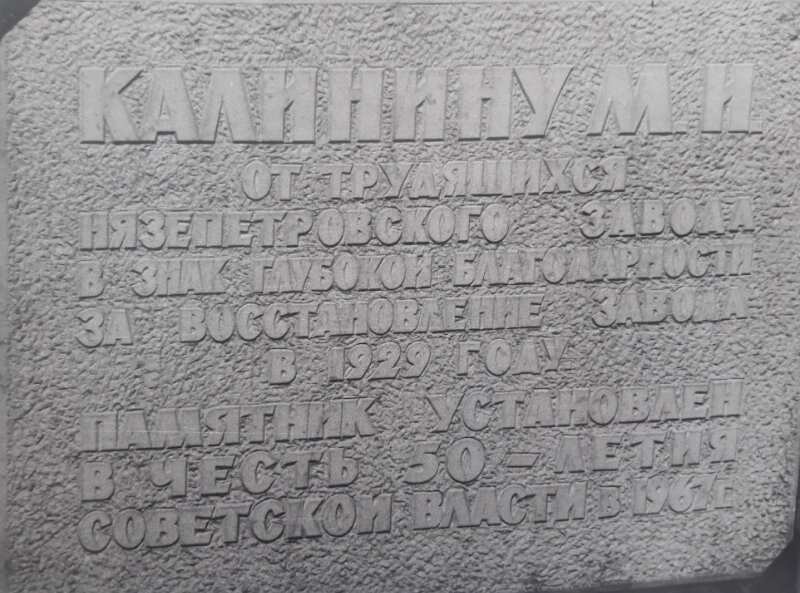 КАЛИНИНУ М. И.
ОТ ТРУДЯЩИХСЯ
НЯЗЕПЕТРОВСКОГО ЗАВОДА
В ЗНАК ГЛУБОКОЙ БЛАГОДАРНОСТИ
ЗА ВОССТАНОВЛЕНИЕ ЗАВОДА
В 1929 ГОДУ.
ПАМЯТНИК УСТАНОВЛЕН
В ЧЕСТЬ 50-ЛЕТИЯ
СОВЕТСКОЙ ВЛАСТИ В 1967 г.